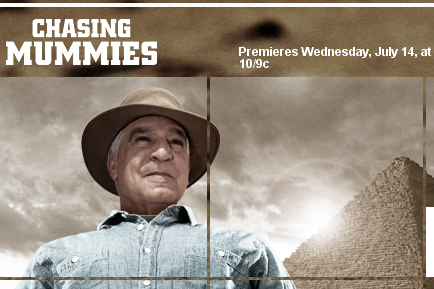 CHASING
MUMMIES
Premieres Wednesday, July 14, at
10/9c